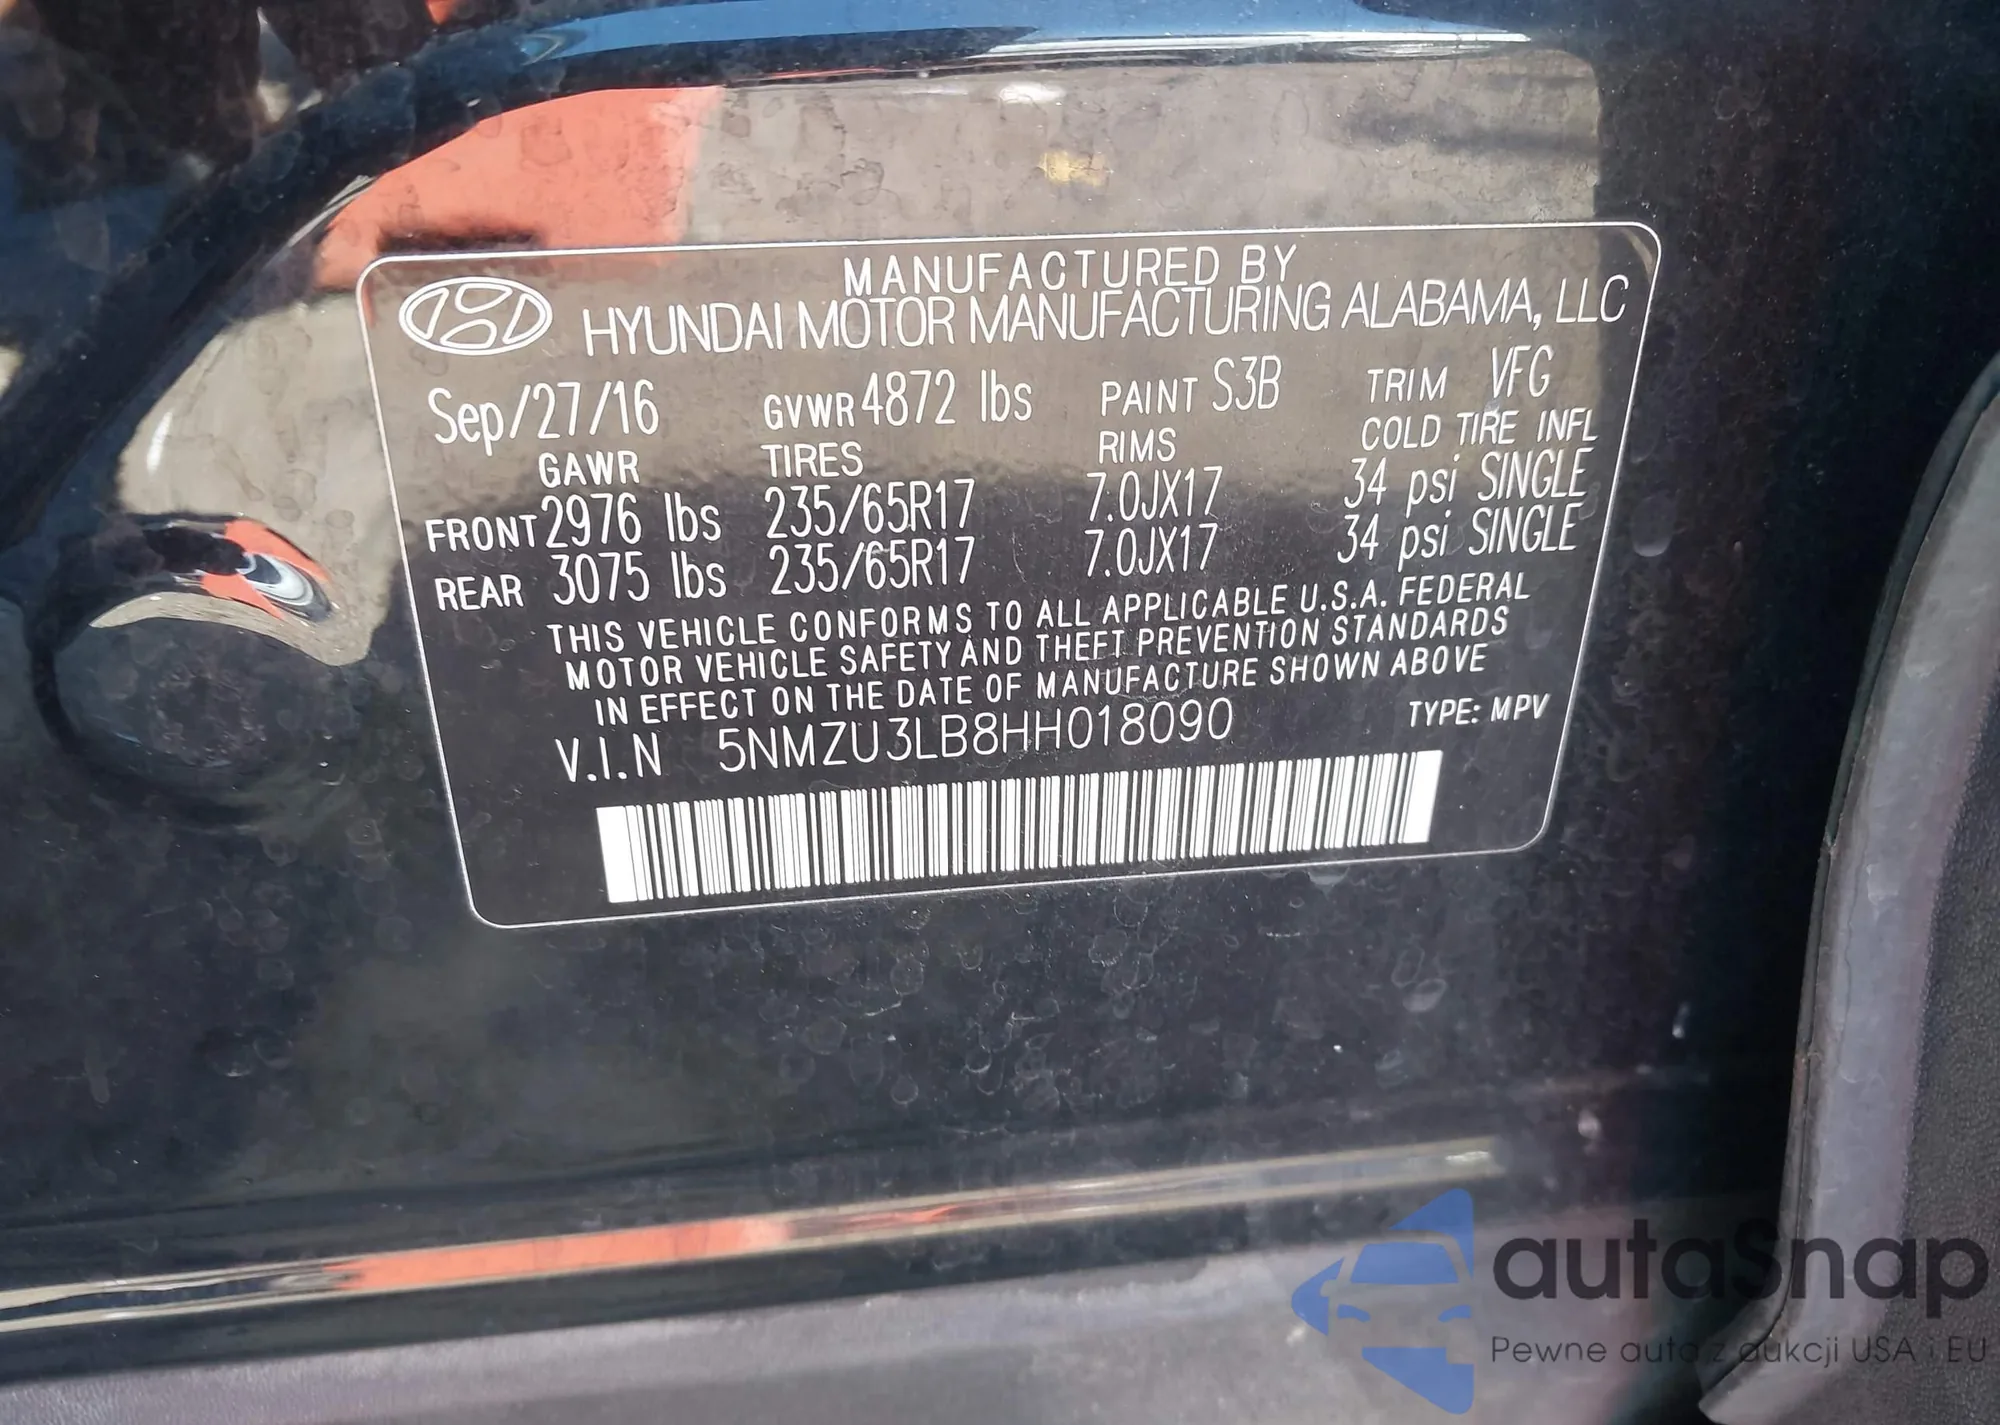 MANUFACTURED BY
HYUNDAI MOTOR MANUFACTURING ALABAMA, LLC
Sep/27/16 GVWR 4872 lbs PAINT S3B TRIM VFG
GAWR TIRES RIMS COLD TIRE INFL
FRONT 2976 lbs 235/65R17 7.0JX17 34 psi SINGLE
REAR 3075 lbs 235/65R17 7.0JX17 34 psi SINGLE
THIS VEHICLE CONFORMS TO ALL APPLICABLE U.S.A. FEDERAL
MOTOR VEHICLE SAFETY AND THEFT PREVENTION STANDARDS
IN EFFECT ON THE DATE OF MANUFACTURE SHOWN ABOVE
V.I.N 5NMZU3LB8HH018090 TYPE: MPV
autaSnap
Pewne auta z aukcji USA i EU